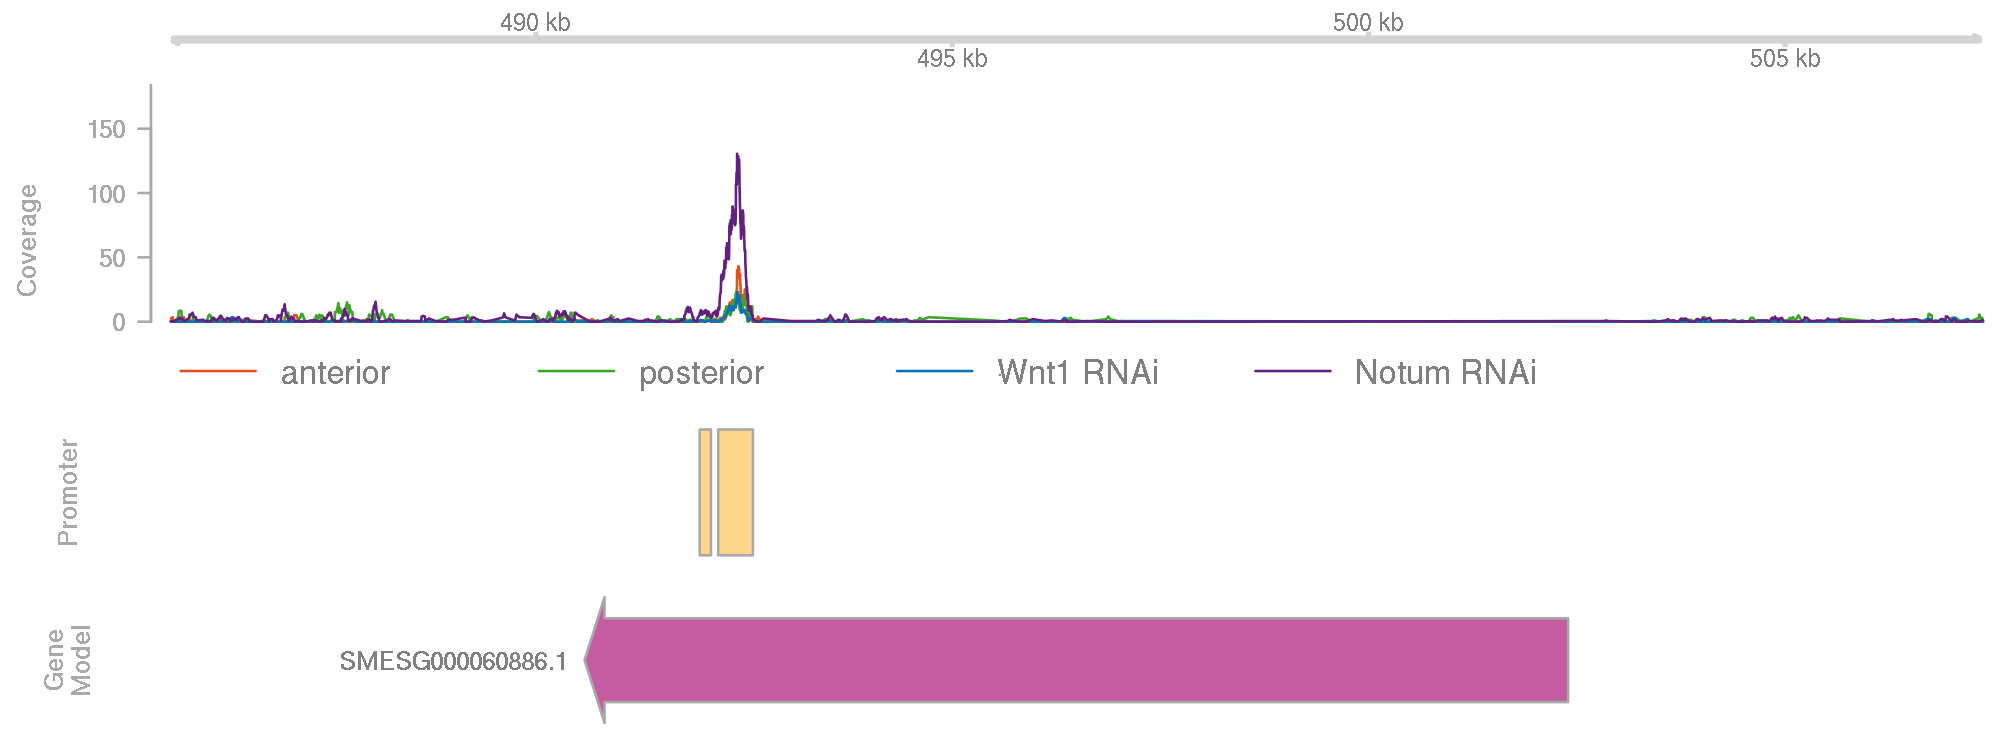 490 kb
500 kb
495 kb
505 kb
Coverage
150
100
50
0
anterior posterior Wnt1 RNAi Notum RNAi
Promoter
Gene
Model
SMESG000060886.1